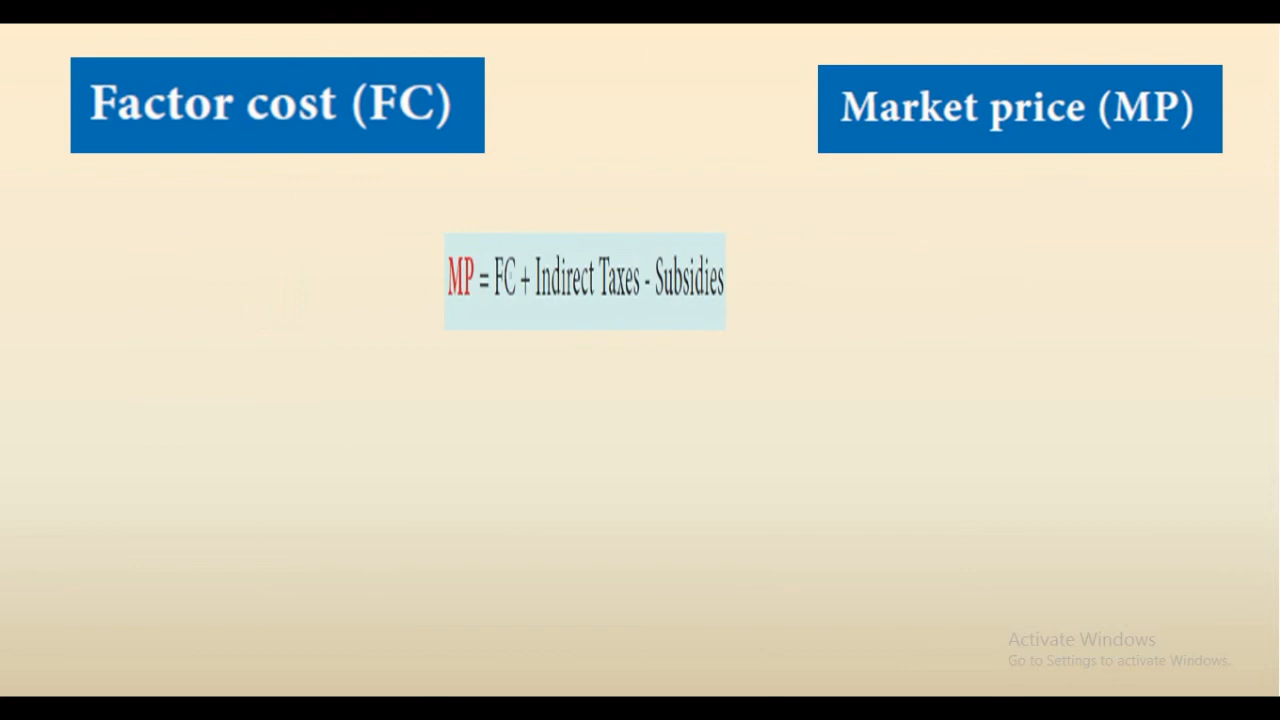 Factor cost (FC)
Market price (MP)
MP = FC + Indirect Taxes - Subsidies
Activate Windows
Go to Settings to activate Windows.